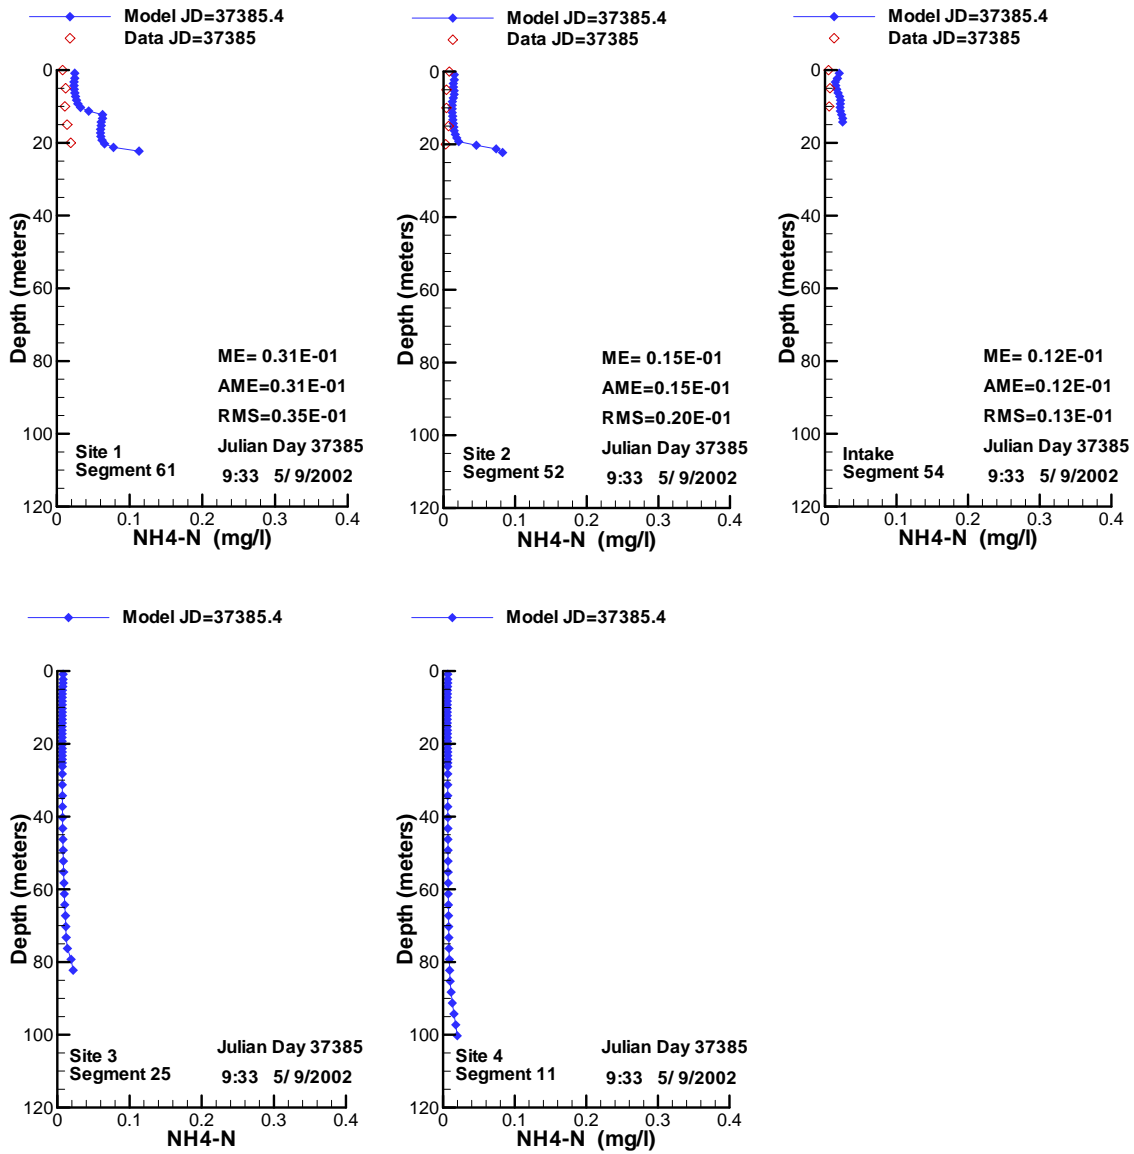 Model JD=37385.4
Data JD=37385
0
20
40
60
80
100
120
Depth (meters)
ME= 0.31E-01
AME=0.31E-01
RMS=0.35E-01
Site 1
Segment 61
Julian Day 37385
9:33 5/ 9/2002
0 0.1 0.2 0.3 0.4
NH4-N (mg/l)
Model JD=37385.4
Data JD=37385
0
20
40
60
80
100
120
Depth (meters)
ME= 0.15E-01
AME=0.15E-01
RMS=0.20E-01
Site 2
Segment 52
Julian Day 37385
9:33 5/ 9/2002
0 0.1 0.2 0.3 0.4
NH4-N (mg/l)
Model JD=37385.4
Data JD=37385
0
20
40
60
80
100
120
Depth (meters)
ME= 0.12E-01
AME=0.12E-01
RMS=0.13E-01
Intake
Segment 54
Julian Day 37385
9:33 5/ 9/2002
0 0.1 0.2 0.3 0.4
NH4-N (mg/l)
Model JD=37385.4
0
20
40
60
80
100
120
Depth (meters)
Site 3
Segment 25
Julian Day 37385
9:33 5/ 9/2002
0 0.1 0.2 0.3 0.4
NH4-N
Model JD=37385.4
0
20
40
60
80
100
120
Depth (meters)
Site 4
Segment 11
Julian Day 37385
9:33 5/ 9/2002
0 0.1 0.2 0.3 0.4
NH4-N (mg/l)